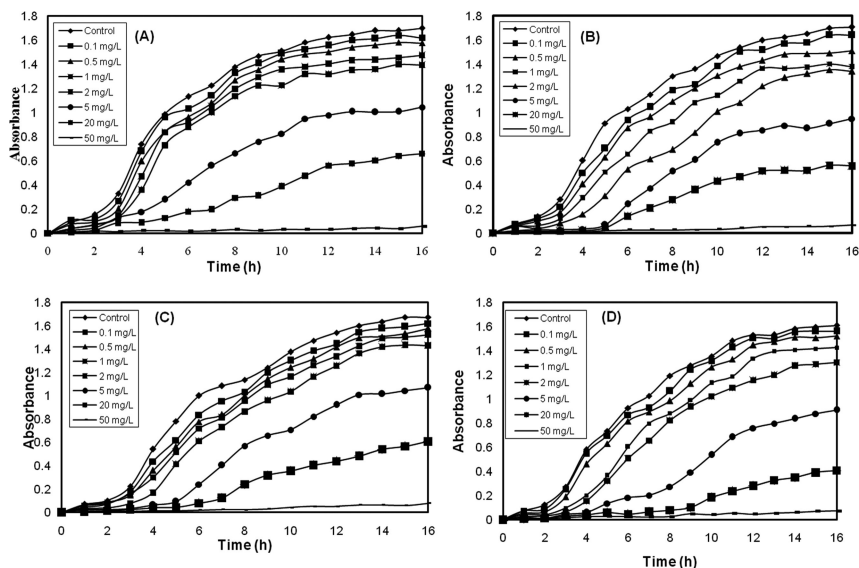 (A)
Absorbance
1.8
1.6
1.4
1.2
1
0.8
0.6
0.4
0.2
0
Control
0.1 mg/L
0.5 mg/L
1 mg/L
2 mg/L
5 mg/L
20 mg/L
50 mg/L
0 2 4 6 8 10 12 14 16
Time (h)
(B)
Absorbance
1.8
1.6
1.4
1.2
1
0.8
0.6
0.4
0.2
0
Control
0.1 mg/L
0.5 mg/L
1 mg/L
2 mg/L
5 mg/L
20 mg/L
50 mg/L
0 2 4 6 8 10 12 14 16
Time (h)
(C)
Absorbance
1.8
1.6
1.4
1.2
1
0.8
0.6
0.4
0.2
0
Control
0.1 mg/L
0.5 mg/L
1 mg/L
2 mg/L
5 mg/L
20 mg/L
50 mg/L
0 2 4 6 8 10 12 14 16
Time (h)
(D)
Absorbance
1.8
1.6
1.4
1.2
1
0.8
0.6
0.4
0.2
0
Control
0.1 mg/L
0.5 mg/L
1 mg/L
2 mg/L
5 mg/L
20 mg/L
50 mg/L
0 2 4 6 8 10 12 14 16
Time (h)